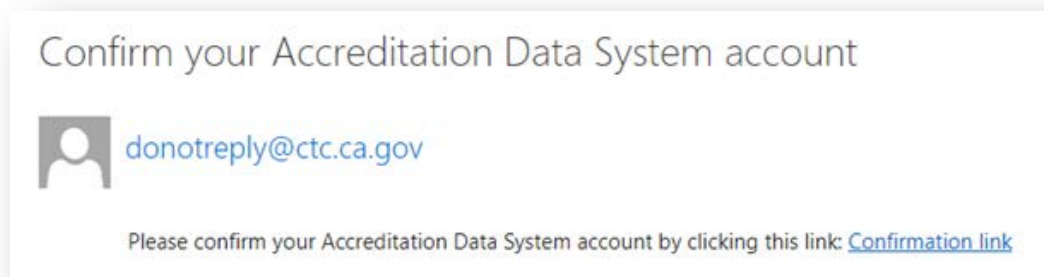 Confirm your Accreditation Data System account
donotreply@ctc.ca.gov
Please confirm your Accreditation Data System account by clicking this link: Confirmation link